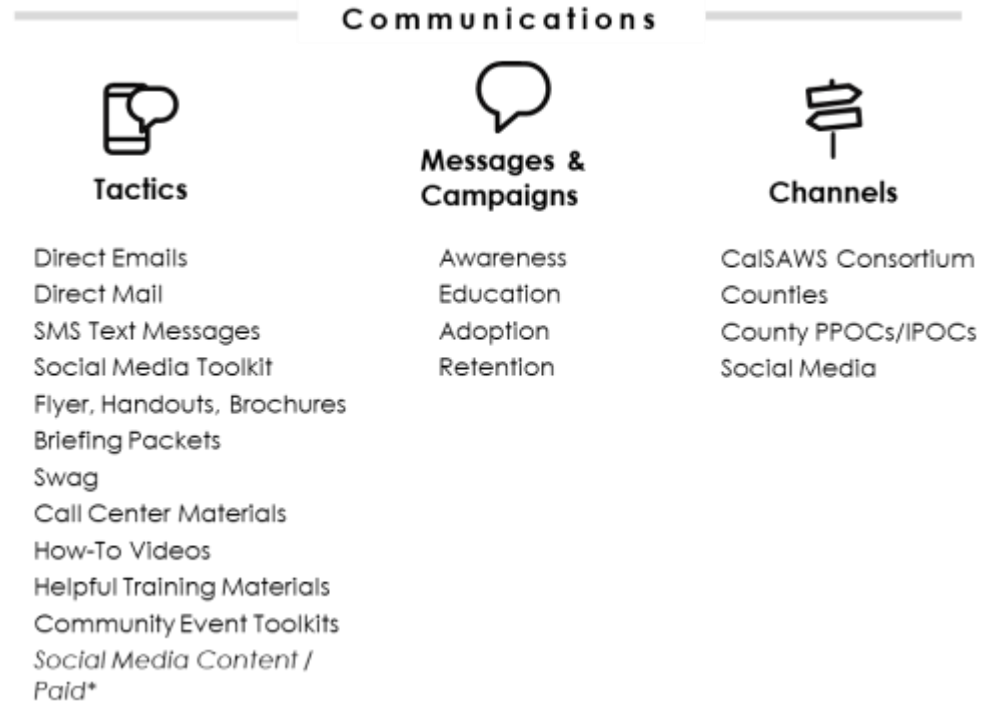 Communications
Tactics
Direct Emails
Direct Mail
SMS Text Messages
Social Media Toolkit
Flyer, Handouts, Brochures
Briefing Packets
Swag
Call Center Materials
How-To Videos
Helpful Training Materials
Community Event Toolkits
Social Media Content /
Paid*
Messages &
Campaigns
Awareness
Education
Adoption
Retention
Channels
CalSAWS Consortium
Counties
County PPOCs/IPOCs
Social Media